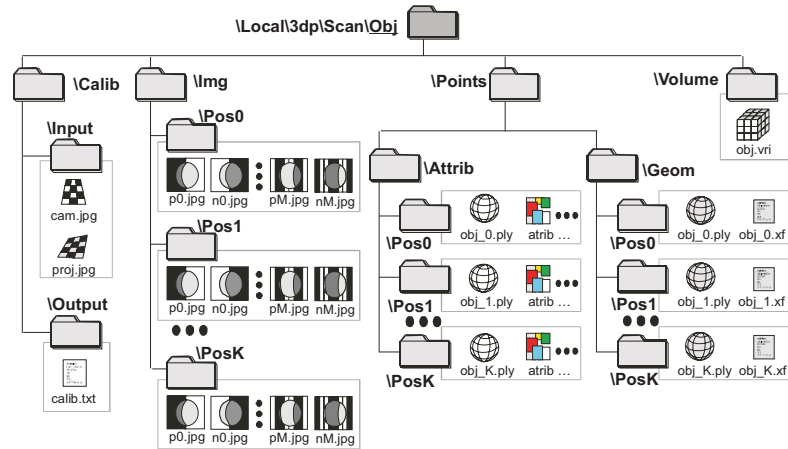 \Local\3dp\Scan\Obj
\Calib
\Img
\Points
\Volume
obj.vri
\Input
cam.jpg
proj.jpg
\Output
calib.txt
\Pos0
p0.jpg n0.jpg pM.jpg nM.jpg
\Pos1
p0.jpg n0.jpg pM.jpg nM.jpg
\PosK
p0.jpg n0.jpg pM.jpg nM.jpg
\Attrib
\Pos0
obj_0.ply atrib ...
\Pos1
obj_1.ply atrib ...
\PosK
obj_K.ply atrib ...
\Geom
\Pos0
obj_0.ply obj_0.xf
\Pos1
obj_1.ply obj_1.xf
\PosK
obj_K.ply obj_K.xf